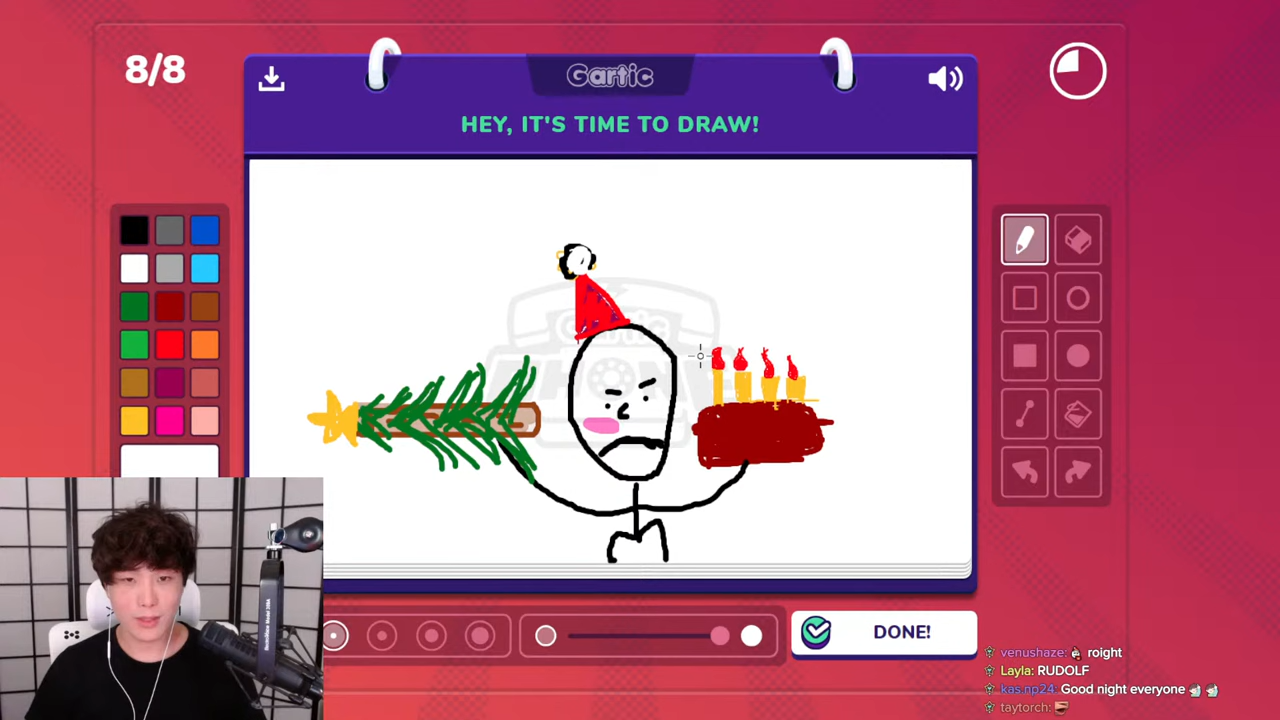 8/8
Gartic
HEY, IT'S TIME TO DRAW!
DONE!
venushaze: roight
Layla: RUDOLF
kas.np24: Good night everyone
taytorch: